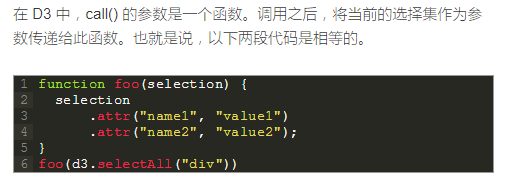 在 D3 中，call() 的参数是一个函数。调用之后，将当前的选择集作为参
数传递给此函数。也就是说，以下两段代码是相等的。
1 function foo(selection) {
2   selection
3       .attr("name1", "value1")
4       .attr("name2", "value2");
5 }
6 foo(d3.selectAll("div"))